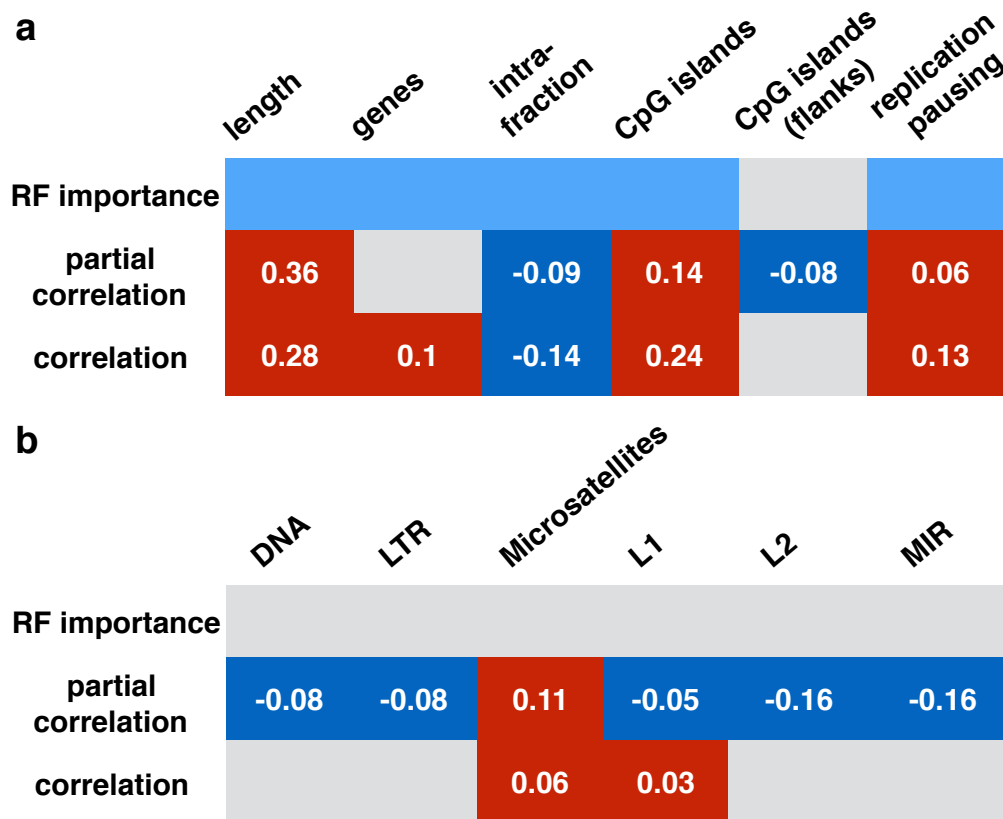 a
length
genes
intra-
fraction
CpG islands
CpG islands
(flanks)
replication
pausing
RF importance
partial
correlation
0.36
-0.09
0.14
-0.08
0.06
correlation
0.28
0.1
-0.14
0.24
0.13
b
DNA
LTR
Microsatellites
L1
L2
MIR
RF importance
partial
correlation
-0.08
-0.08
0.11
-0.05
-0.16
-0.16
correlation
0.06
0.03